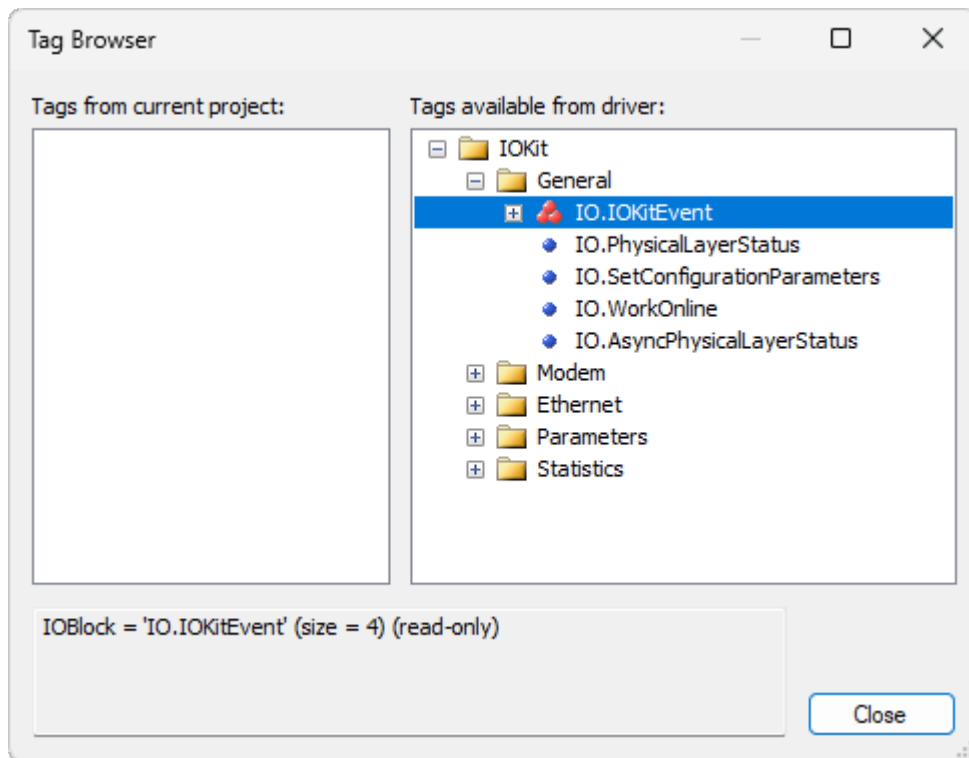 Tag Browser
Tags from current project:
Tags available from driver:
IOKit
General
IO.IOKitEvent
IO.PhysicalLayerStatus
IO.SetConfigurationParameters
IO.WorkOnline
IO.AsyncPhysicalLayerStatus
Modem
Ethernet
Parameters
Statistics
IOBlock = 'IO.IOKitEvent' (size = 4) (read-only)
Close